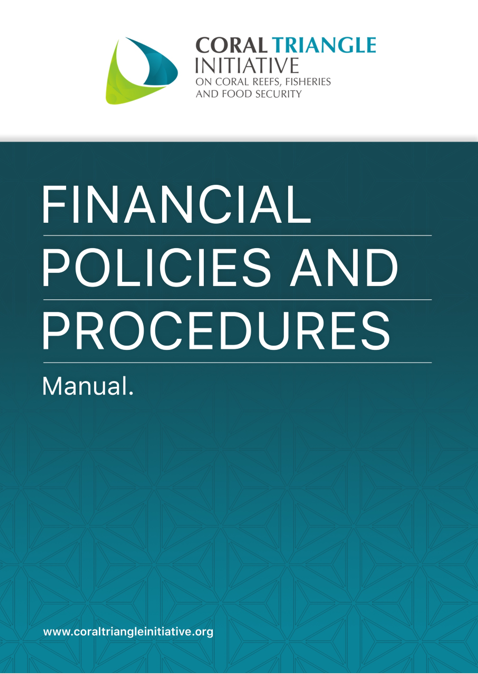 CORAL TRIANGLE
INITIATIVE
ON CORAL REEFS, FISHERIES
AND FOOD SECURITY
FINANCIAL
POLICIES AND
PROCEDURES
Manual.
www.coraltriangleinitiative.org